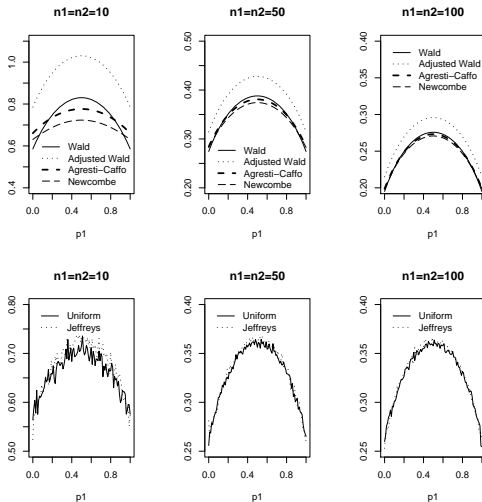 n1=n2=10
n1=n2=50
n1=n2=100
0.4 0.6 0.8 1.0
0.20 0.30 0.40 0.50
0.20 0.25 0.30 0.35 0.40
Wald
Adjusted Wald
Agresti−Caffo
Newcombe
Wald
Adjusted Wald
Agresti−Caffo
Newcombe
Wald
Adjusted Wald
Agresti−Caffo
Newcombe
0.0 0.4 0.8
0.0 0.4 0.8
0.0 0.4 0.8
p1
p1
p1
n1=n2=10
n1=n2=50
n1=n2=100
0.50 0.60 0.70 0.80
0.25 0.30 0.35 0.40
0.25 0.30 0.35 0.40
Uniform
Jeffreys
Uniform
Jeffreys
Uniform
Jeffreys
0.0 0.4 0.8
0.0 0.4 0.8
0.0 0.4 0.8
p1
p1
p1